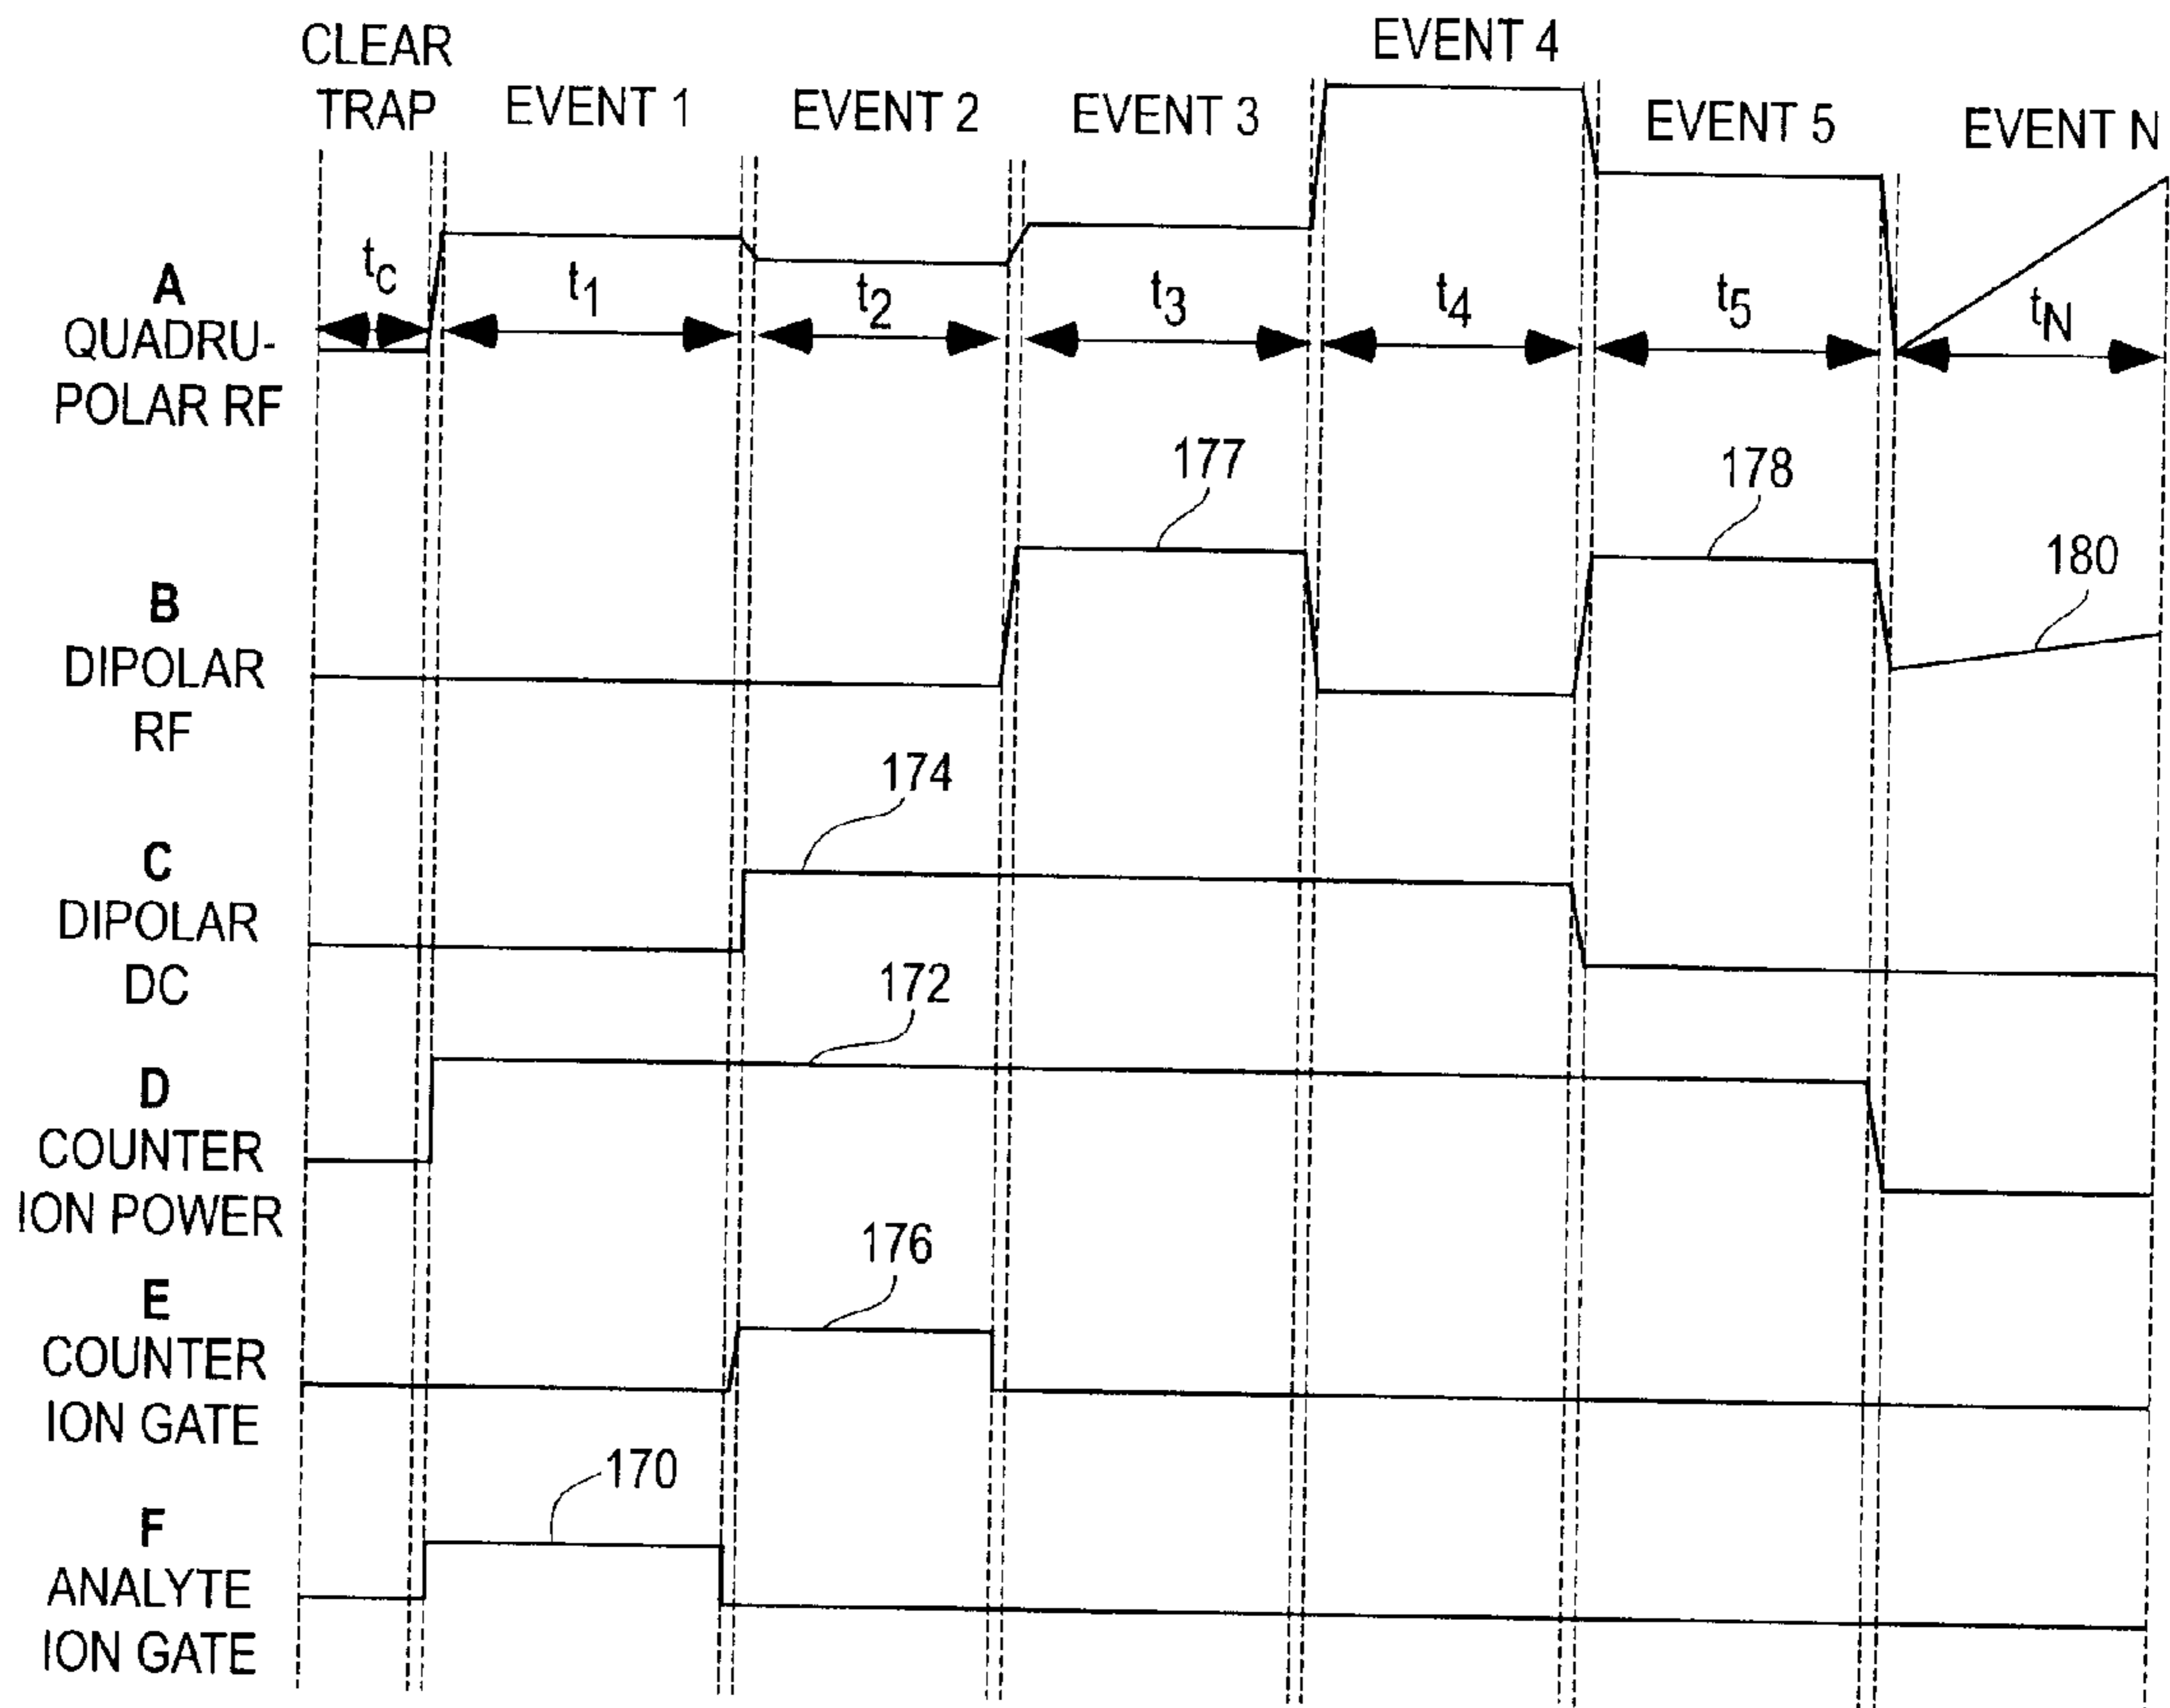 CLEAR
TRAP
EVENT 1
EVENT 2
EVENT 3
EVENT 4
EVENT 5
EVENT N
A
QUADRU-
POLAR RF
tC
t1
t2
t3
t4
t5
tN
177
178
180
B
DIPOLAR
RF
174
C
DIPOLAR
DC
172
D
COUNTER
ION POWER
176
E
COUNTER
ION GATE
170
F
ANALYTE
ION GATE